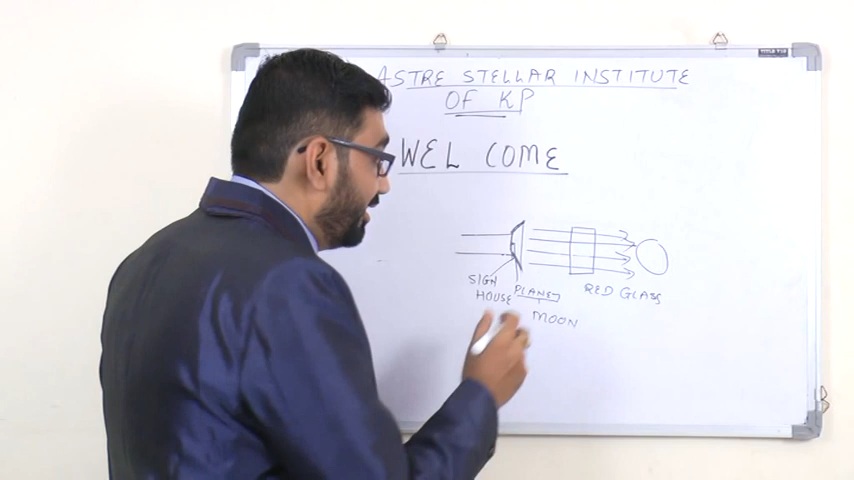 ASTRE STELLAR INSTITUTE
OF KP
WEL COME
SIGN
HOUSE
PLANET
MOON
RED GLASS